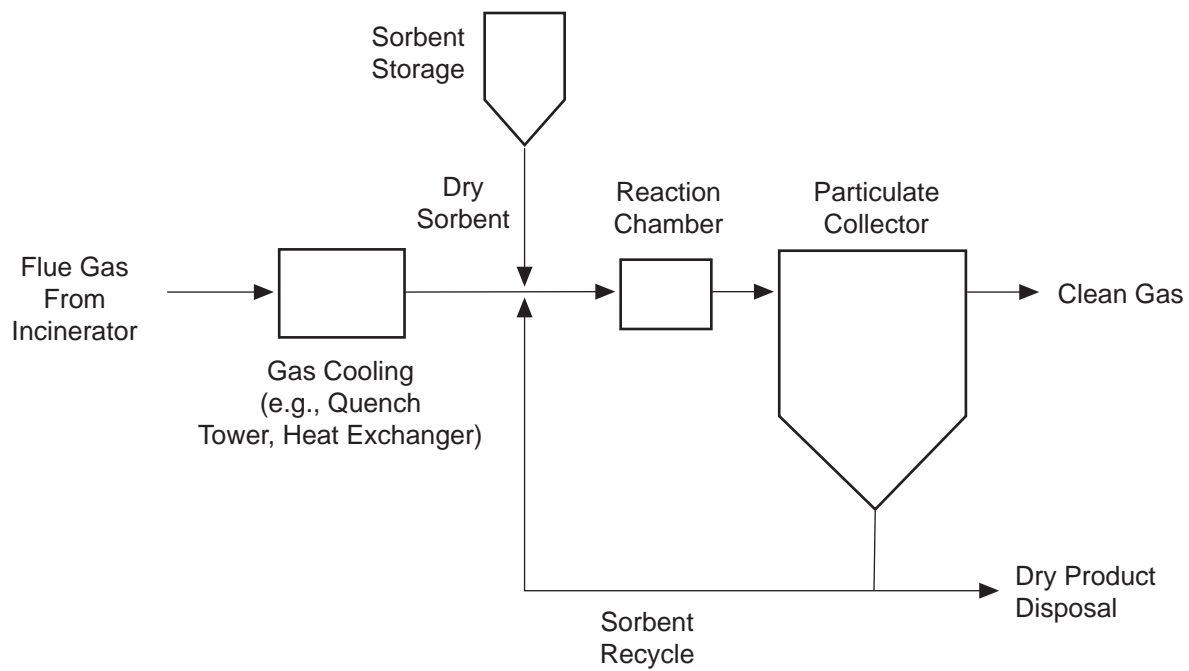 Sorbent
Storage
Dry
Sorbent
Reaction
Chamber
Particulate
Collector
Flue Gas
From
Incinerator
Clean Gas
Gas Cooling
(e.g., Quench
Tower, Heat Exchanger)
Dry Product
Disposal
Sorbent
Recycle